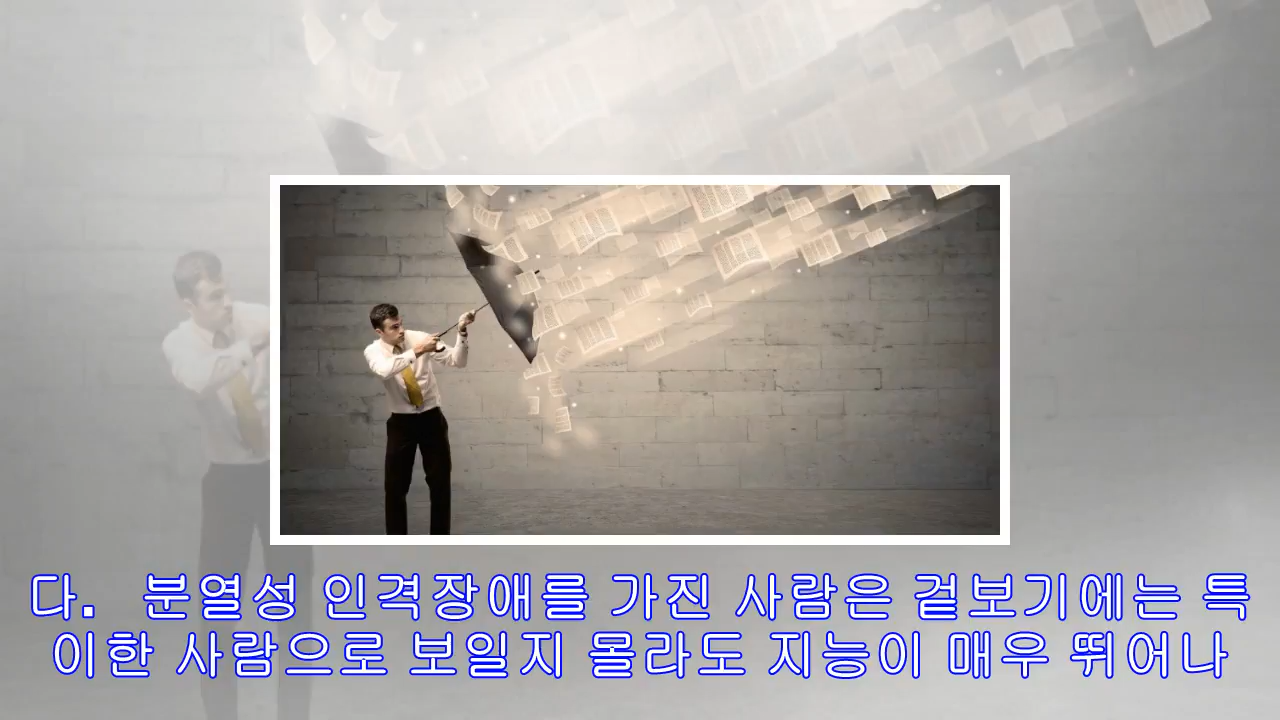 다. 분열성 인격장애를 가진 사람은 겉보기에는 특
이한 사람으로 보일지 몰라도 지능이 매우 뛰어나